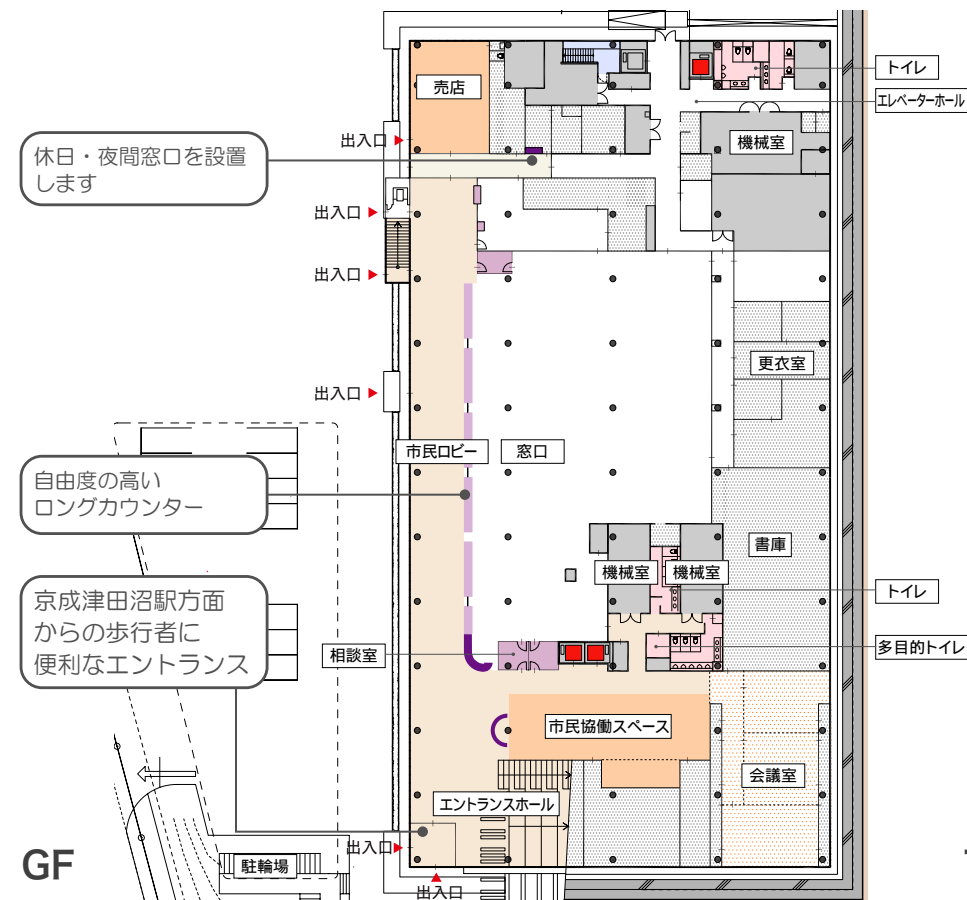 トイレ
売店
エレベーターホール
出入口
機械室
休日・夜間窓口を設置
します
出入口
出入口
更衣室
出入口
市民ロビー
窓口
自由度の高い
ロングカウンター
書庫
機械室
機械室
トイレ
京成津田沼駅方面
からの歩行者に
便利なエントランス
相談室
多目的トイレ
市民協働スペース
会議室
エントランスホール
出入口
GF
駐輪場
出入口